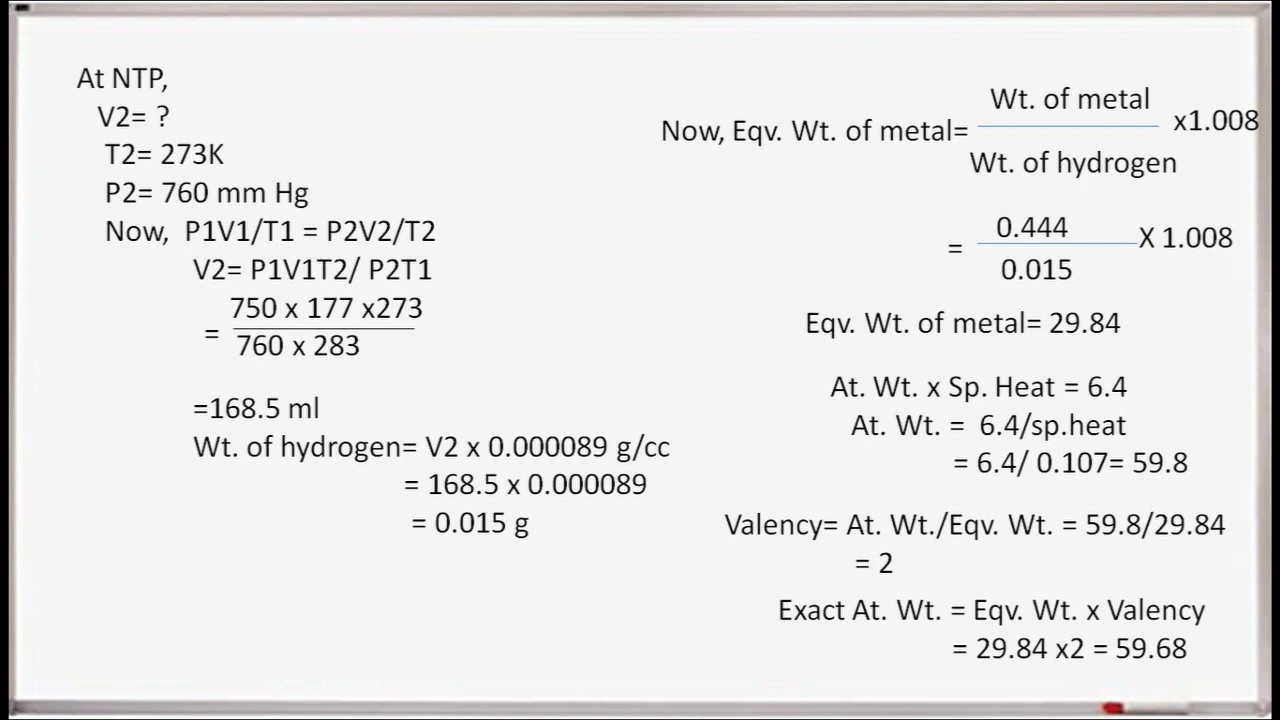 At NTP,
V2= ?
T2= 273K
P2= 760 mm Hg
Now, P1V1/T1 = P2V2/T2
V2= P1V1T2/ P2T1
750 x 177 x273
=
760 x 283
=168.5 ml
Wt. of hydrogen= V2 x 0.000089 g/cc
= 168.5 x 0.000089
= 0.015 g
Wt. of metal
Now, Eqv. Wt. of metal= x1.008
Wt. of hydrogen
0.444
= X 1.008
0.015
Eqv. Wt. of metal= 29.84
At. Wt. x Sp. Heat = 6.4
At. Wt. = 6.4/sp.heat
= 6.4/ 0.107= 59.8
Valency= At. Wt./Eqv. Wt. = 59.8/29.84
= 2
Exact At. Wt. = Eqv. Wt. x Valency
= 29.84 x2 = 59.68